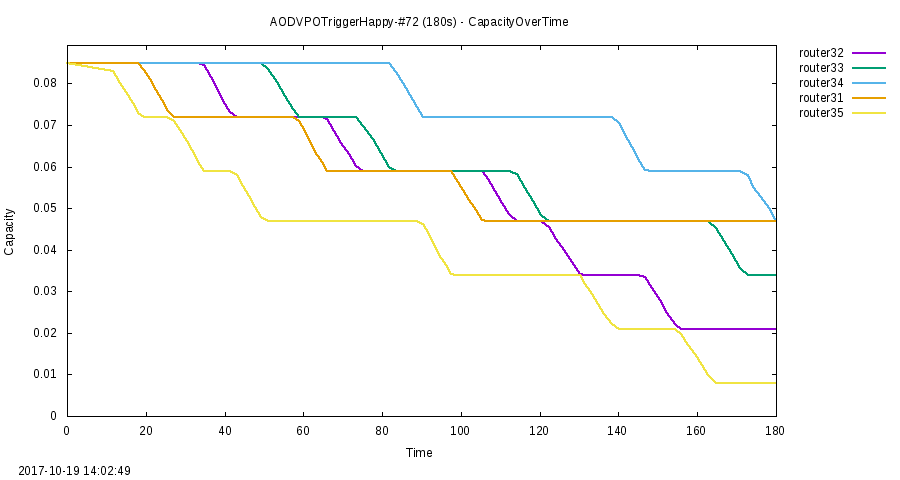 AODVPOTriggerHappy-#72 (180s) - CapacityOverTime
router32
router33
router34
router31
router35
0.08
0.07
0.06
0.05
0.04
0.03
0.02
0.01
0
Capacity
0 20 40 60 80 100 120 140 160 180
Time
2017-10-19 14:02:49